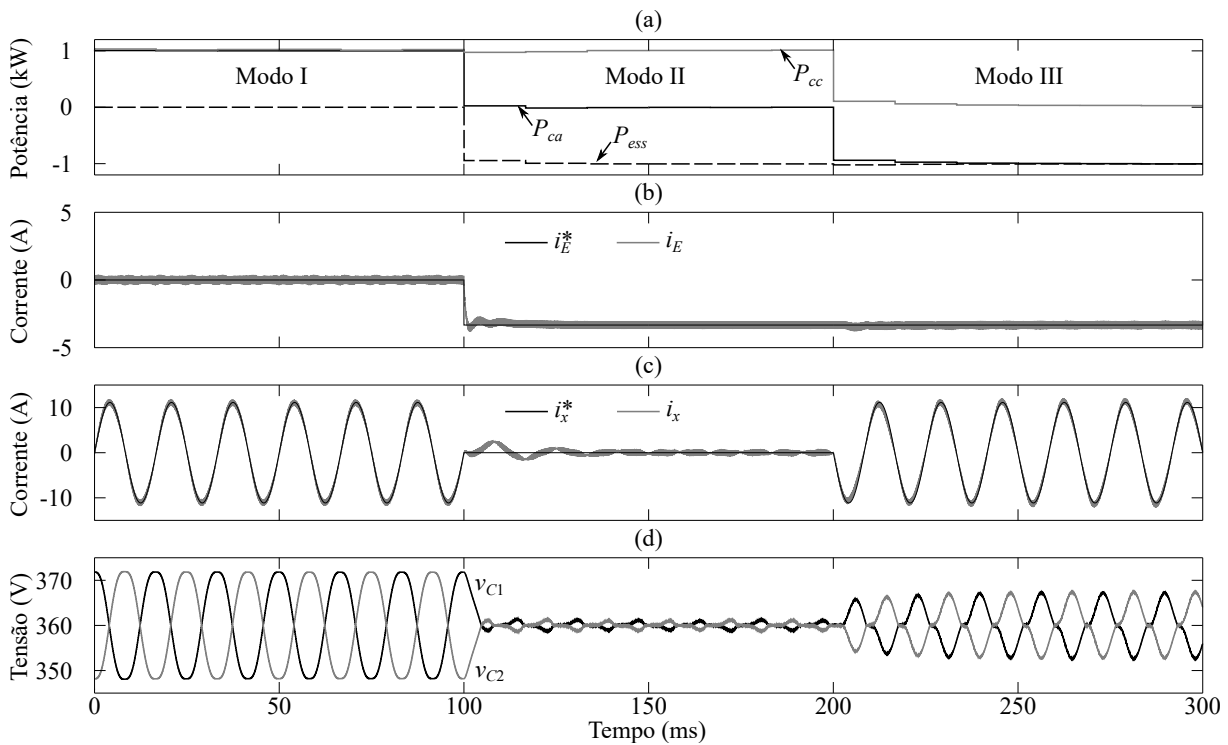 (a)
Potência (kW)
1
0
-1
Modo I
Modo II
Modo III
P_cc
P_ca
P_ess
(b)
Corrente (A)
5
0
-5
i_E^*
i_E
(c)
Corrente (A)
10
0
-10
i_x^*
i_x
(d)
Tensão (V)
370
360
350
v_C1
v_C2
0 50 100 150 200 250 300
Tempo (ms)